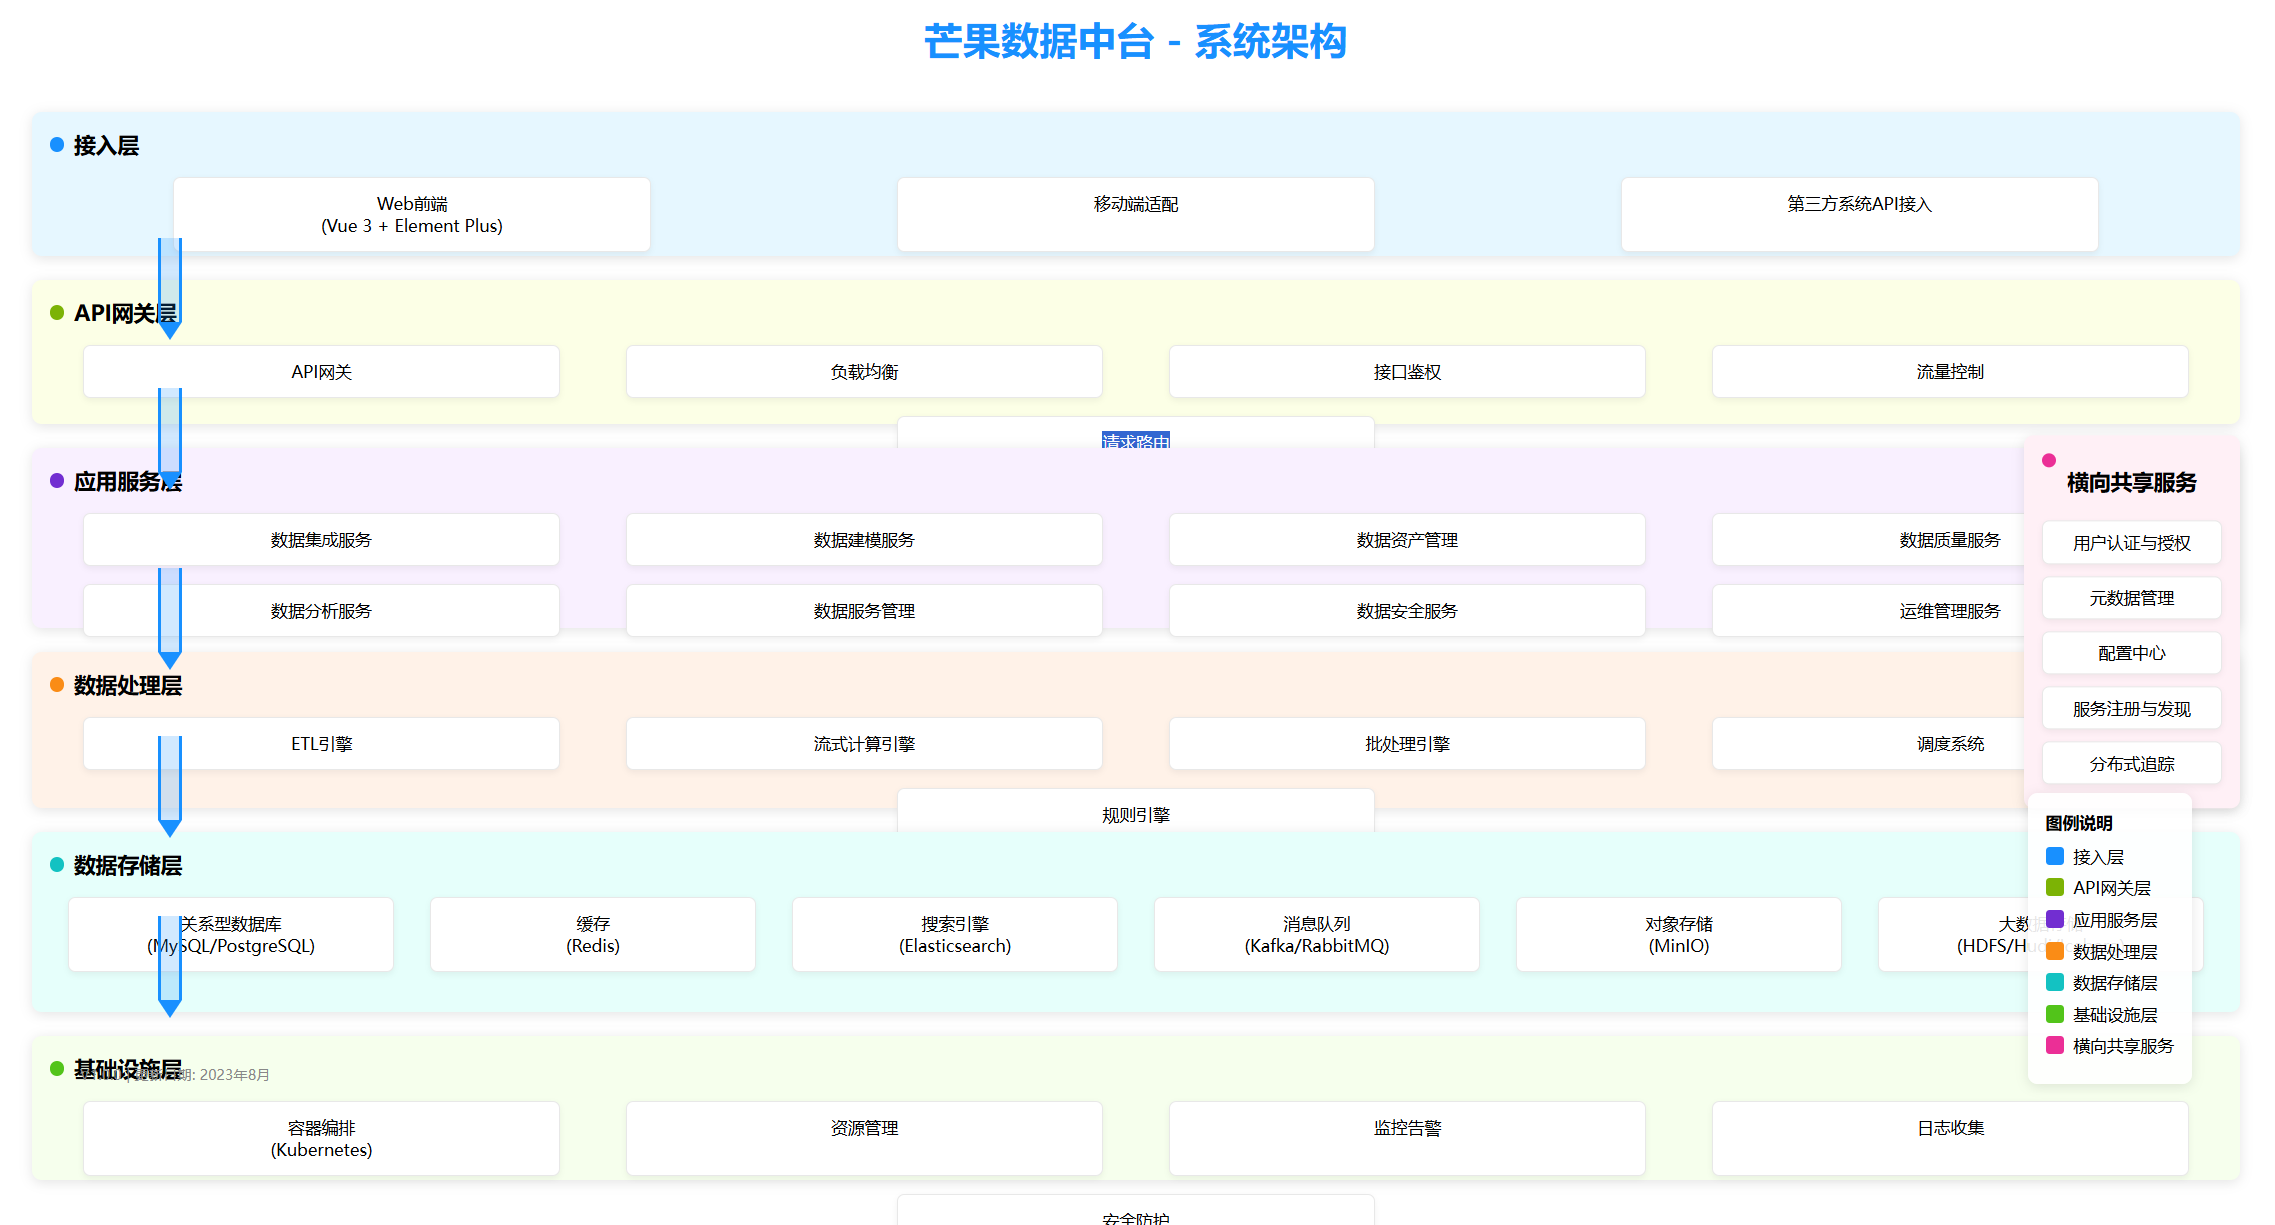 芒果数据中台 - 系统架构
接入层
Web前端
(Vue 3 + Element Plus)
移动端适配
第三方系统API接入
API网关层
API网关
负载均衡
接口鉴权
流量控制
请求路由
应用服务层
数据集成服务
数据建模服务
数据资产管理
数据质量服务
数据分析服务
数据服务管理
数据安全服务
运维管理服务
横向共享服务
用户认证与授权
元数据管理
配置中心
服务注册与发现
分布式追踪
数据处理层
ETL引擎
流式计算引擎
批处理引擎
调度系统
规则引擎
数据存储层
关系型数据库
(MySQL/PostgreSQL)
缓存
(Redis)
搜索引擎
(Elasticsearch)
消息队列
(Kafka/RabbitMQ)
对象存储
(MinIO)
大数
(HDFS/
图例说明
接入层
API网关层
应用服务层
数据处理层
数据存储层
基础设施层
横向共享服务
基础设施层
更新日期: 2023年8月
容器编排
(Kubernetes)
资源管理
监控告警
日志收集
安全防护